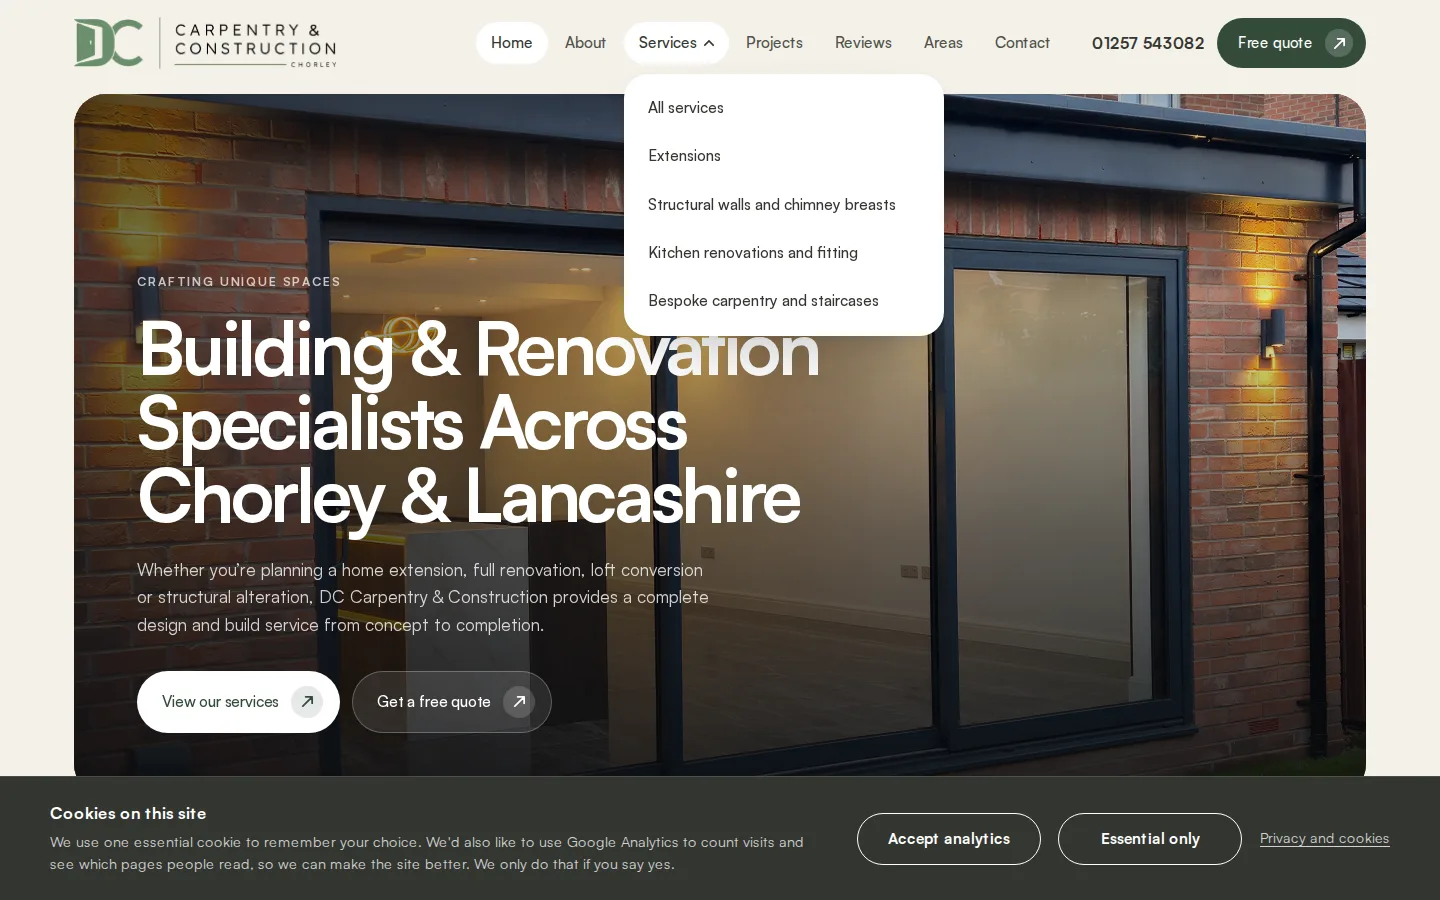 DC
CARPENTRY &
CONSTRUCTION
CHORLEY
Home
About
Services
Projects
Reviews
Areas
Contact
01257 543082
Free quote
All services
Extensions
Structural walls and chimney breasts
Kitchen renovations and fitting
Bespoke carpentry and staircases
CRAFTING UNIQUE SPACES
Building & Renovation
Specialists Across
Chorley & Lancashire
Whether you're planning a home extension, full renovation, loft conversion
or structural alteration, DC Carpentry & Construction provides a complete
design and build service from concept to completion.
View our services
Get a free quote
Cookies on this site
We use one essential cookie to remember your choice. We'd also like to use Google Analytics to count visits and
see which pages people read, so we can make the site better. We only do that if you say yes.
Accept analytics
Essential only
Privacy and cookies